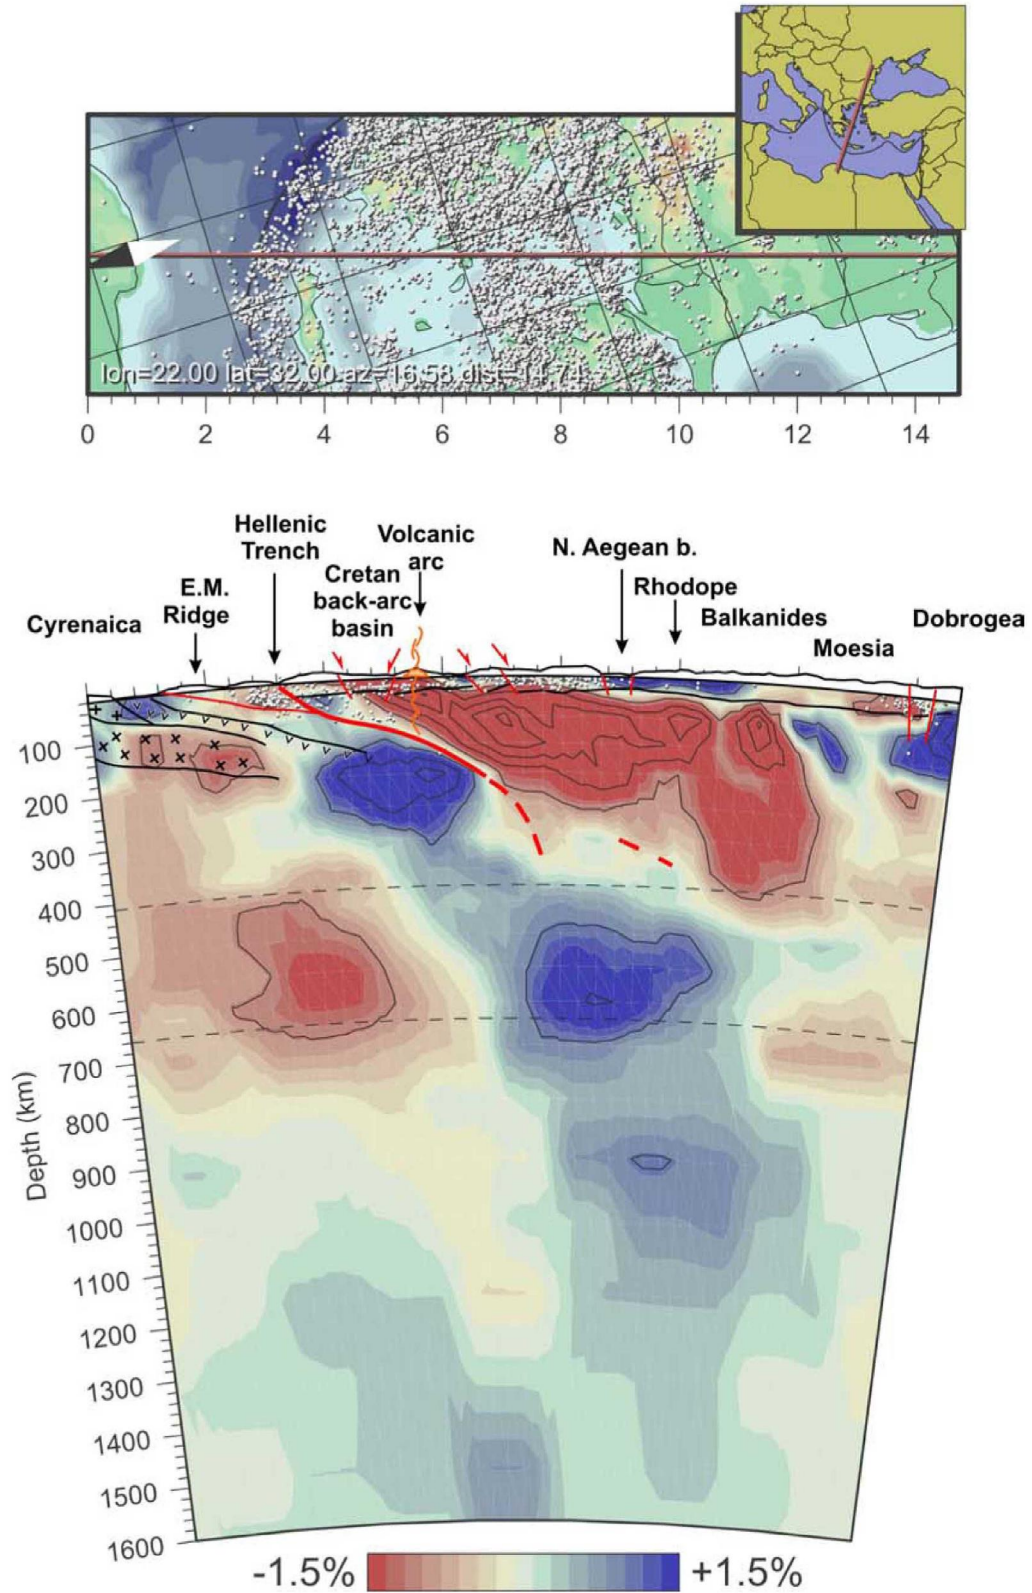 lon=22.00 lat=32.00 az=16.58 dist=14.74
0 2 4 6 8 10 12 14
Hellenic
Trench
Volcanic
arc
N. Aegean b.
Cretan
back-arc
basin
E.M.
Ridge
Rhodope
Cyrenaica
Balkanides
Dobrogea
Moesia
100
200
300
400
500
600
700
800
900
1000
1100
1200
1300
1400
1500
1600
Depth (km)
-1.5% +1.5%